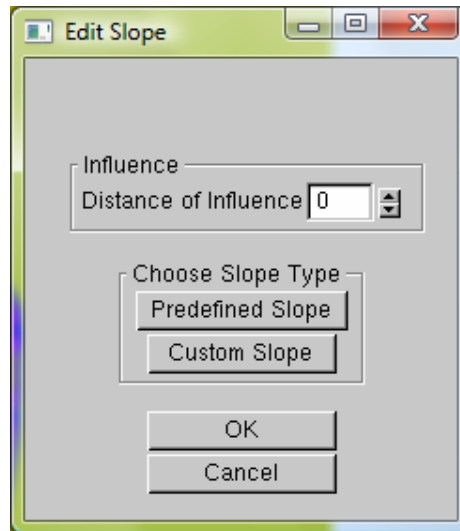 Edit Slope
Influence
Distance of Influence 0
Choose Slope Type
Predefined Slope
Custom Slope
OK
Cancel